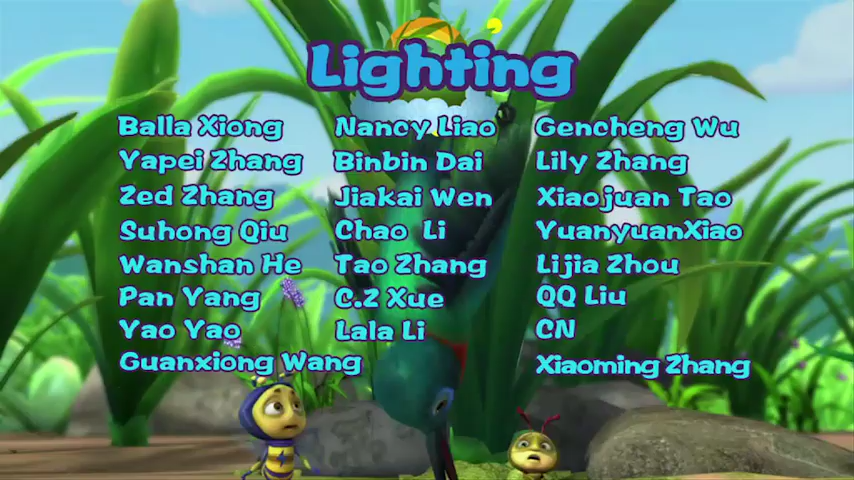 Lighting
Balla Xiong Nancy Liao Gencheng Wu
Yapei Zhang Binbin Dai Lily Zhang
Zed Zhang Jiakai Wen Xiaojuan Tao
Suhong Qiu Chao Li YuanyuanXiao
Wanshan He Tao Zhang Lijia Zhou
Pan Yang C.Z Xue QQ Liu
Yao Yao Lala Li CN
Guanxiong Wang Xiaoming Zhang